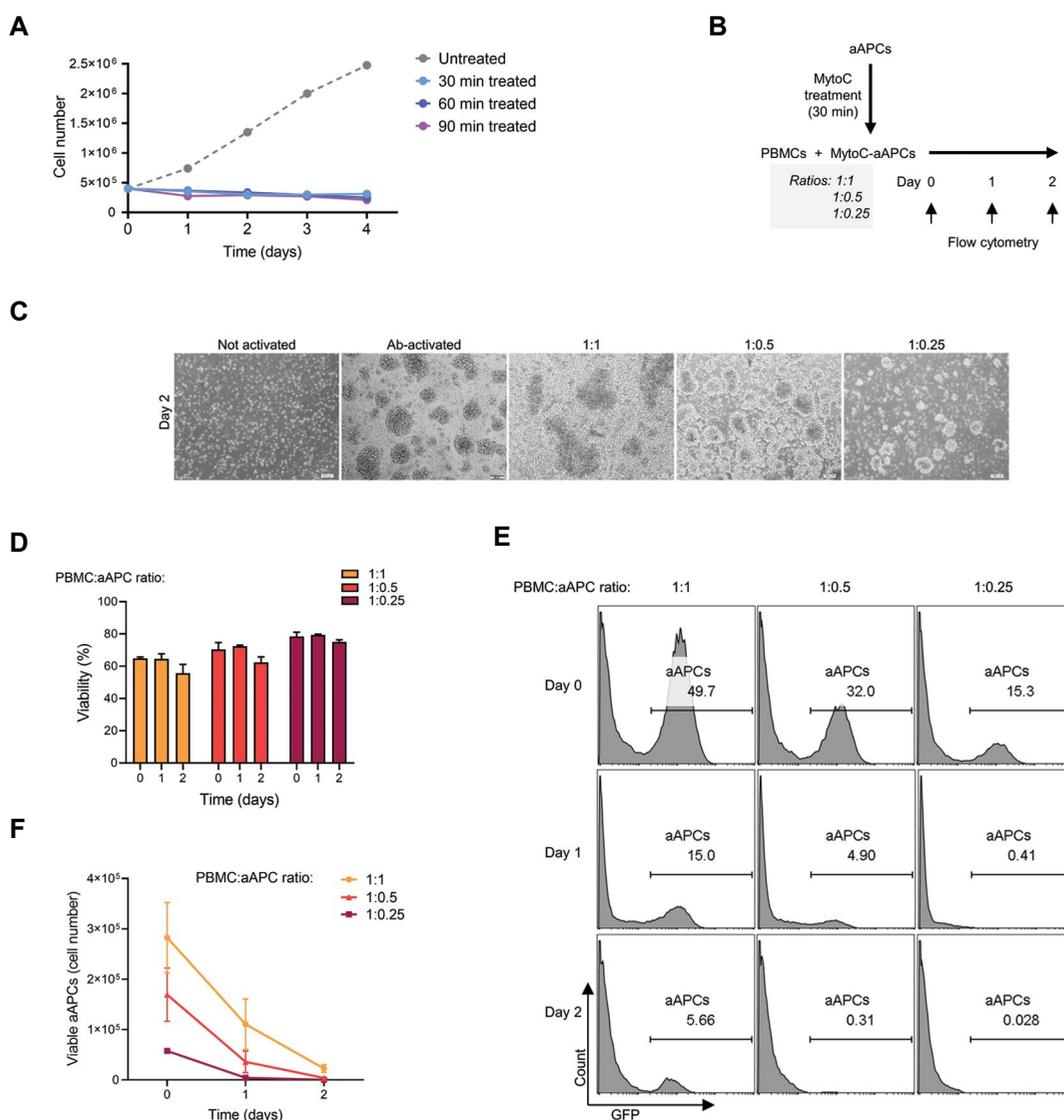 A
2.5×10⁶
2×10⁶
1.5×10⁶
1×10⁶
5×10⁵
0
Cell number
0 1 2 3 4
Time (days)
Untreated
30 min treated
60 min treated
90 min treated
B
aAPCs
MytoC
treatment
(30 min)
PBMCs + MytoC-aAPCs
Ratios: 1:1
1:0.5
1:0.25
Day 0 1 2
Flow cytometry
C
Not activated Ab-activated 1:1 1:0.5 1:0.25
Day 2
D
PBMC:aAPC ratio:
1:1
1:0.5
1:0.25
100
80
60
40
20
0
Viability (%)
0 1 2 0 1 2 0 1 2
Time (days)
E
PBMC:aAPC ratio: 1:1 1:0.5 1:0.25
Day 0
aAPCs
49.7
aAPCs
32.0
aAPCs
15.3
Day 1
aAPCs
15.0
aAPCs
4.90
aAPCs
0.41
Day 2
aAPCs
5.66
aAPCs
0.31
aAPCs
0.028
Count
GFP
F
PBMC:aAPC ratio:
1:1
1:0.5
1:0.25
4×10⁵
3×10⁵
2×10⁵
1×10⁵
0
Viable aAPCs (cell number)
0 1 2
Time (days)